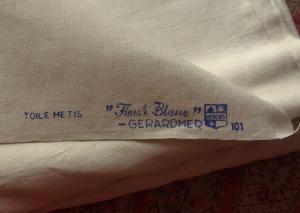 TOILE METIS "Fleur Bleue"
-GERARDMER 101